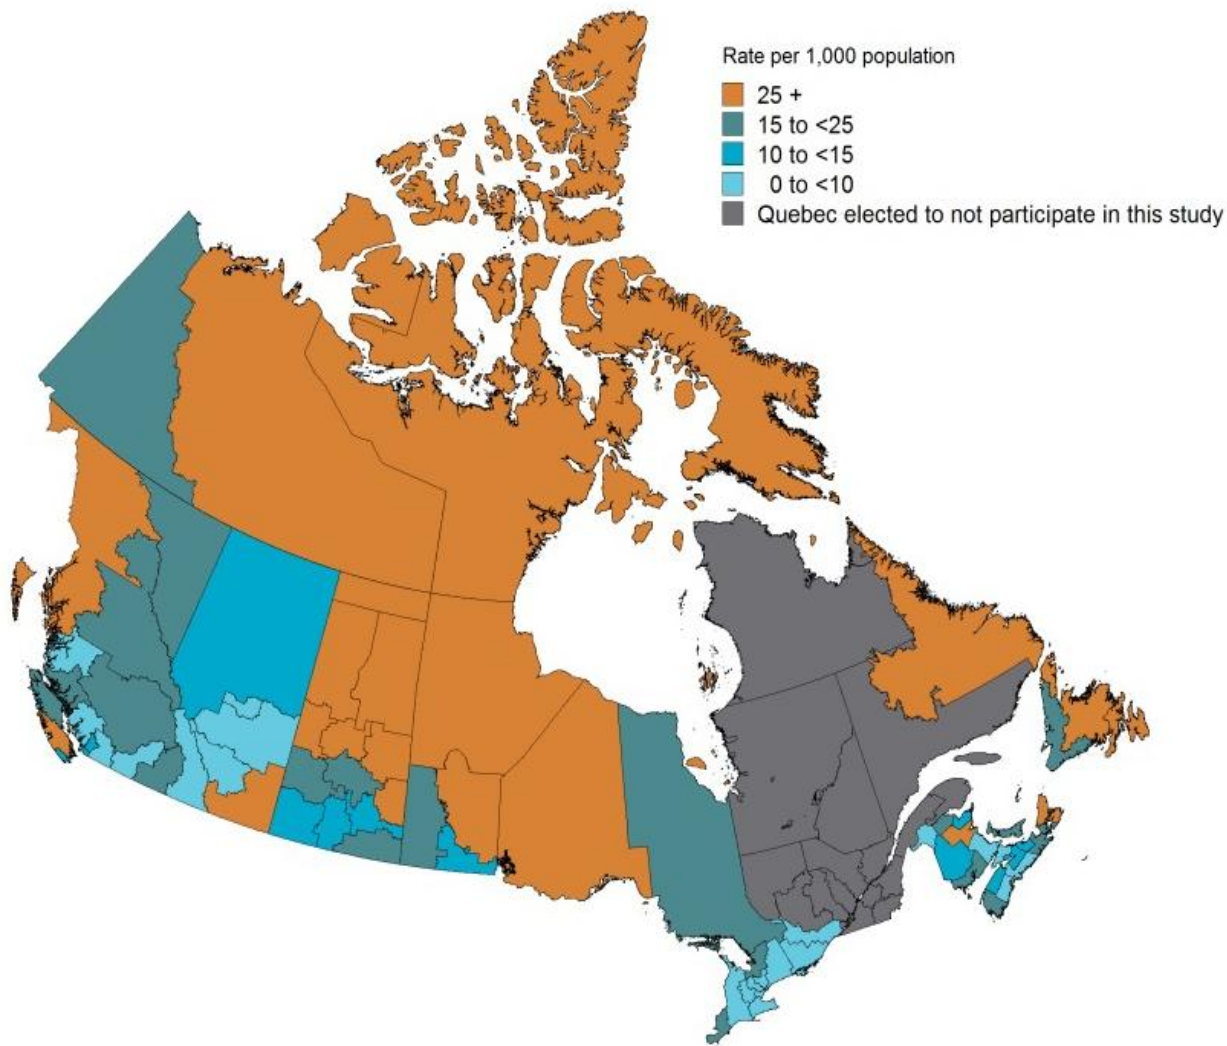 Rate per 1,000 population
25 +
15 to <25
10 to <15
0 to <10
Quebec elected to not participate in this study